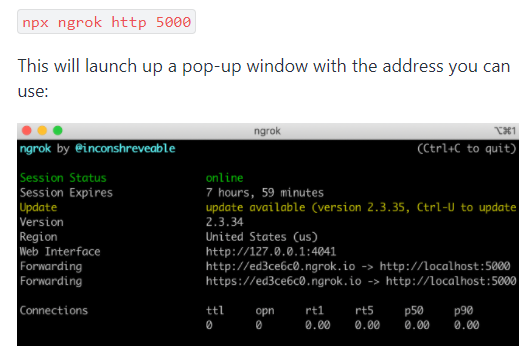 npx ngrok http 5000
This will launch up a pop-up window with the address you can
use:
ngrok ⌥⌘1
ngrok by @inconshreveable (Ctrl+C to quit)
Session Status online
Session Expires 7 hours, 59 minutes
Update update available (version 2.3.35, Ctrl-U to update
Version 2.3.34
Region United States (us)
Web Interface http://127.0.0.1:4041
Forwarding http://ed3ce6c0.ngrok.io -> http://localhost:5000
Forwarding https://ed3ce6c0.ngrok.io -> http://localhost:5000
Connections ttl opn rt1 rt5 p50 p90
0 0 0.00 0.00 0.00 0.00